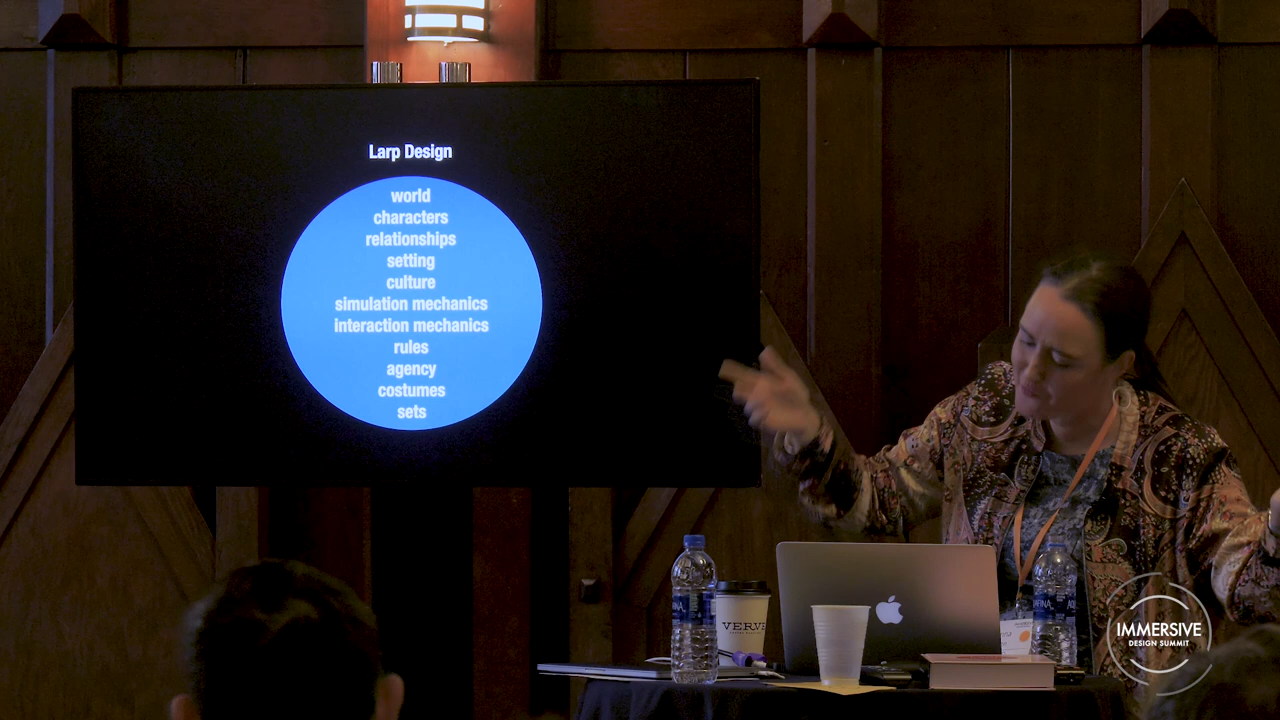 Larp Design
world
characters
relationships
setting
culture
simulation mechanics
interaction mechanics
rules
agency
costumes
sets
VERVE
IMMERSIVE
DESIGN SUMMIT